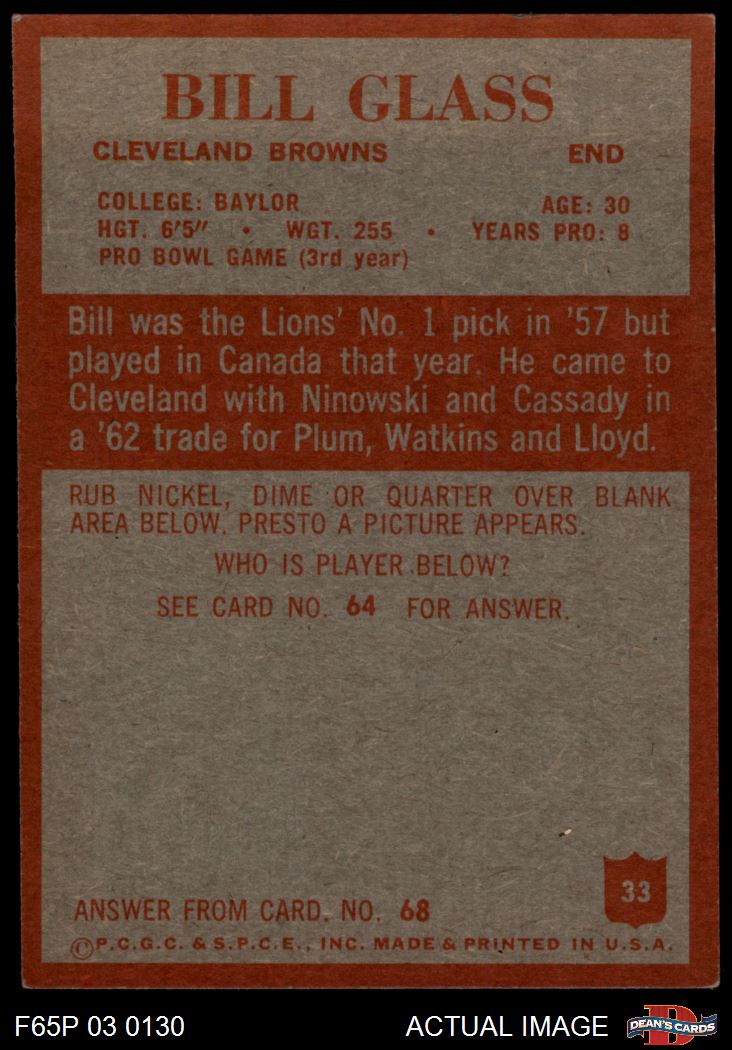 BILL GLASS
CLEVELAND BROWNS END
COLLEGE: BAYLOR AGE: 30
HGT. 6'5" • WGT. 255 • YEARS PRO: 8
PRO BOWL GAME (3rd year)
Bill was the Lions' No. 1 pick in '57 but
played in Canada that year. He came to
Cleveland with Ninowski and Cassady in
a '62 trade for Plum, Watkins and Lloyd.
RUB NICKEL, DIME OR QUARTER OVER BLANK
AREA BELOW. PRESTO A PICTURE APPEARS.
WHO IS PLAYER BELOW?
SEE CARD NO. 64 FOR ANSWER.
33
ANSWER FROM CARD. NO. 68
©P.C.G.C. & S.P.C.E., INC. MADE & PRINTED IN U.S.A.
F65P 03 0130 ACTUAL IMAGE D DEAN'S CARDS